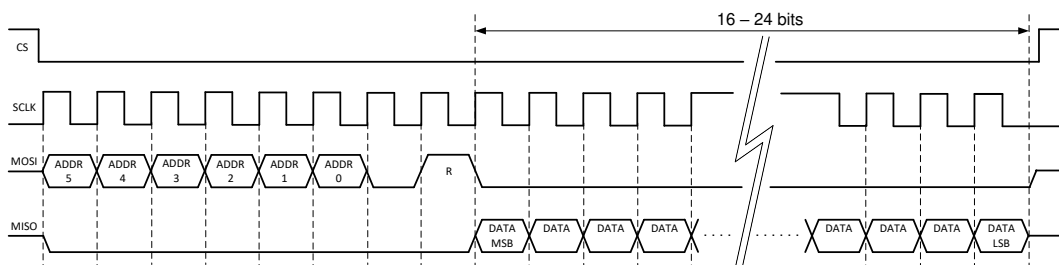 16 – 24 bits
CS
SCLK
MOSI
ADDR 5
ADDR 4
ADDR 3
ADDR 2
ADDR 1
ADDR 0
R
MISO
DATA MSB
DATA
DATA
DATA
DATA
DATA
DATA
DATA LSB